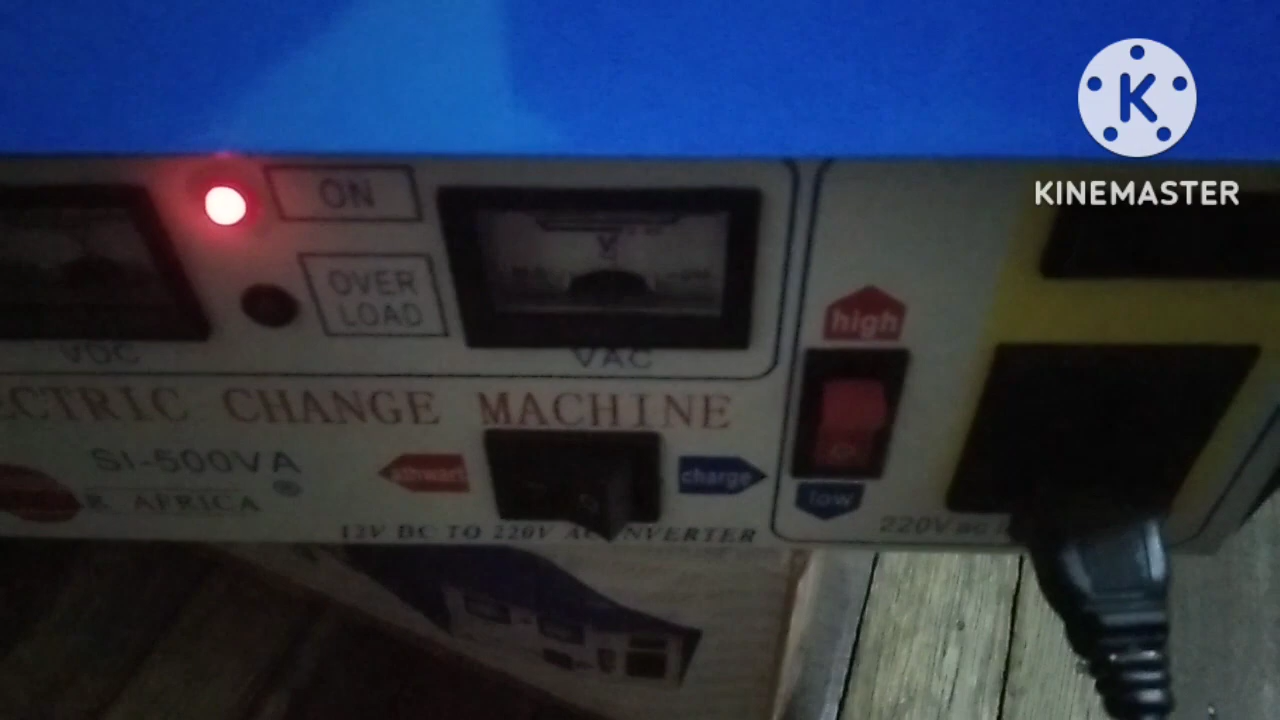 K
KINEMASTER
ON
OVER
LOAD
VDC
VAC
high
ECTRIC CHANGE MACHINE
SI-500VA
charge
low
R AFRICA ®
12V DC TO 220V
220V